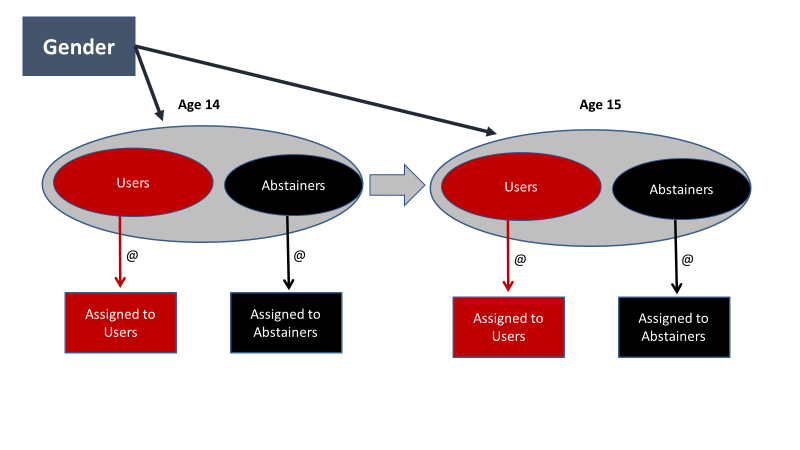 Gender
Age 14
Age 15
Users
Abstainers
Users
Abstainers
@
@
@
@
Assigned to
Users
Assigned to
Abstainers
Assigned to
Users
Assigned to
Abstainers